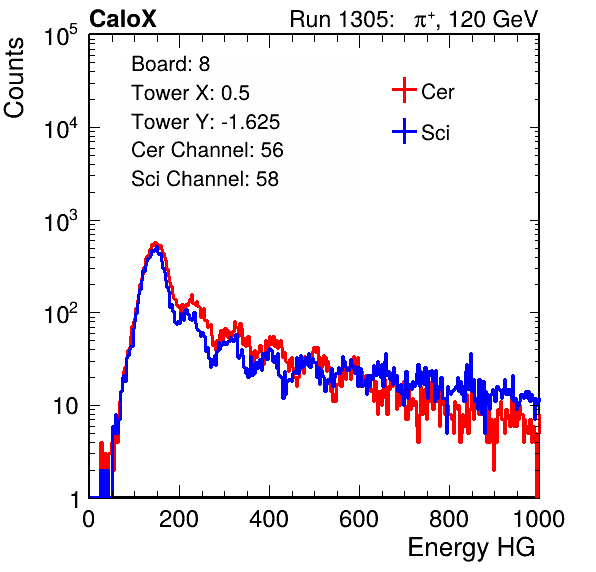 CaloX Run 1305: π⁺, 120 GeV
Counts
Board: 8
Tower X: 0.5
Tower Y: -1.625
Cer Channel: 56
Sci Channel: 58
Cer
Sci
10⁵
10⁴
10³
10²
10
1
0 200 400 600 800 1000
Energy HG